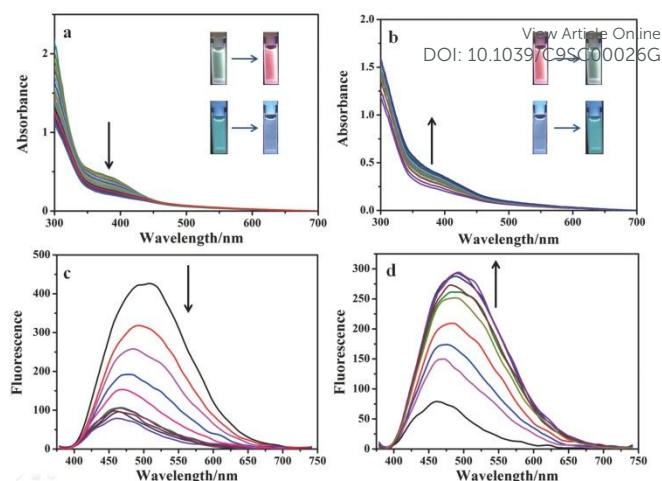 View Article Online
DOI: 10.1039/C9SC00026G
a
Absorbance
2
1
0
300 400 500 600 700
Wavelength/nm
b
Absorbance
2.0
1.5
1.0
0.5
0.0
300 400 500 600 700
Wavelength/nm
c
Fluorescence
500
400
300
200
100
0
400 450 500 550 600 650 700 750
Wavelength/nm
d
Fluorescence
300
250
200
150
100
50
0
400 450 500 550 600 650 700 750
Wavelength/nm